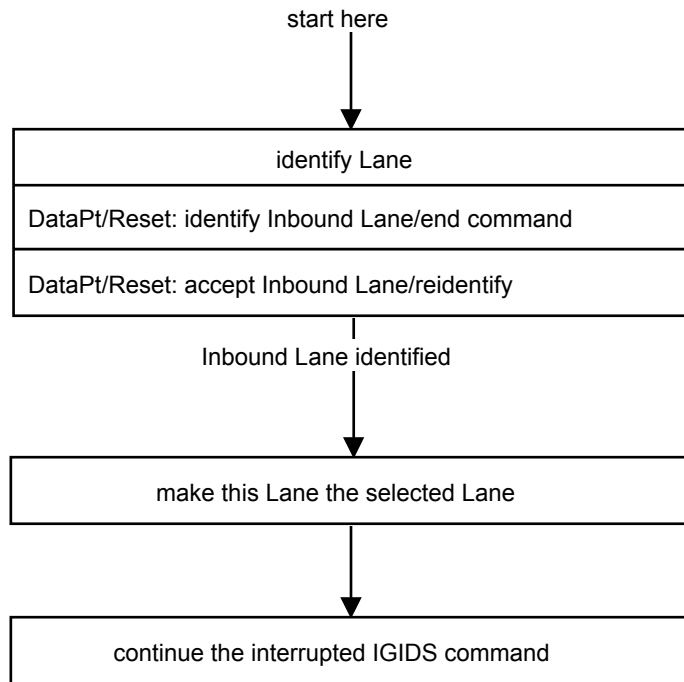 start here
identify Lane
DataPt/Reset: identify Inbound Lane/end command
DataPt/Reset: accept Inbound Lane/reidentify
Inbound Lane identified
make this Lane the selected Lane
continue the interrupted IGIDS command